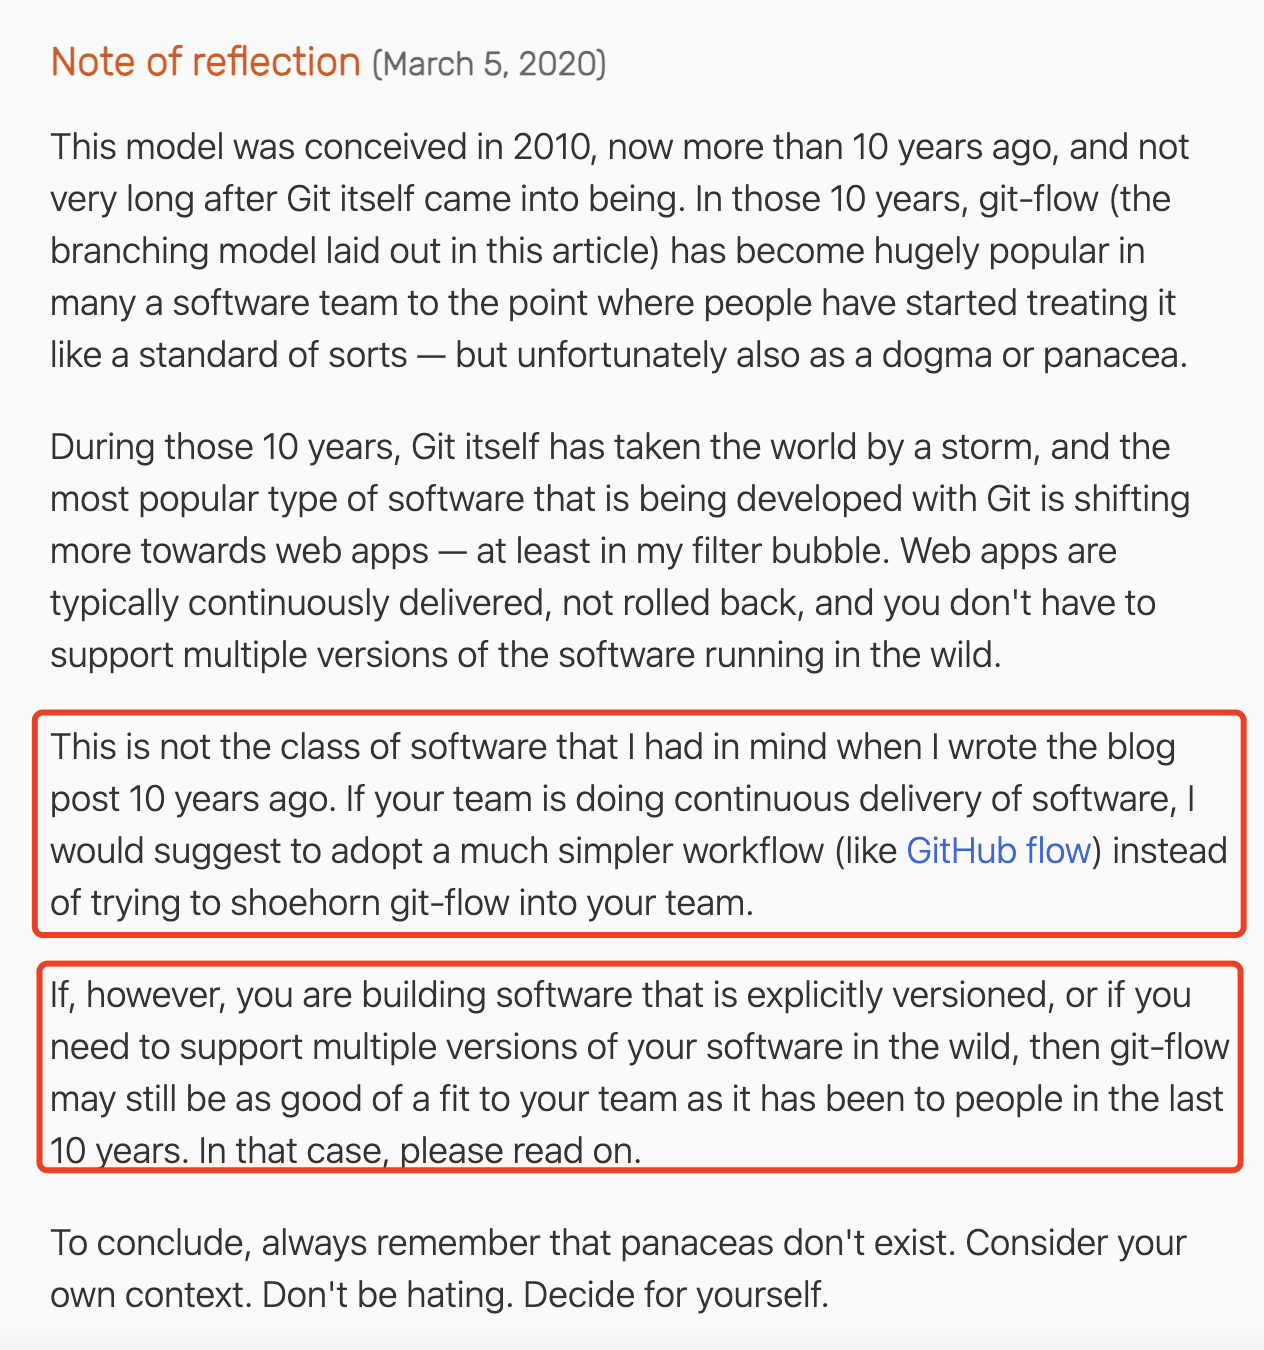 Note of reflection (March 5, 2020)
This model was conceived in 2010, now more than 10 years ago, and not
very long after Git itself came into being. In those 10 years, git-flow (the
branching model laid out in this article) has become hugely popular in
many a software team to the point where people have started treating it
like a standard of sorts — but unfortunately also as a dogma or panacea.
During those 10 years, Git itself has taken the world by a storm, and the
most popular type of software that is being developed with Git is shifting
more towards web apps — at least in my filter bubble. Web apps are
typically continuously delivered, not rolled back, and you don't have to
support multiple versions of the software running in the wild.
This is not the class of software that I had in mind when I wrote the blog
post 10 years ago. If your team is doing continuous delivery of software, I
would suggest to adopt a much simpler workflow (like GitHub flow) instead
of trying to shoehorn git-flow into your team.
If, however, you are building software that is explicitly versioned, or if you
need to support multiple versions of your software in the wild, then git-flow
may still be as good of a fit to your team as it has been to people in the last
10 years. In that case, please read on.
To conclude, always remember that panaceas don't exist. Consider your
own context. Don't be hating. Decide for yourself.